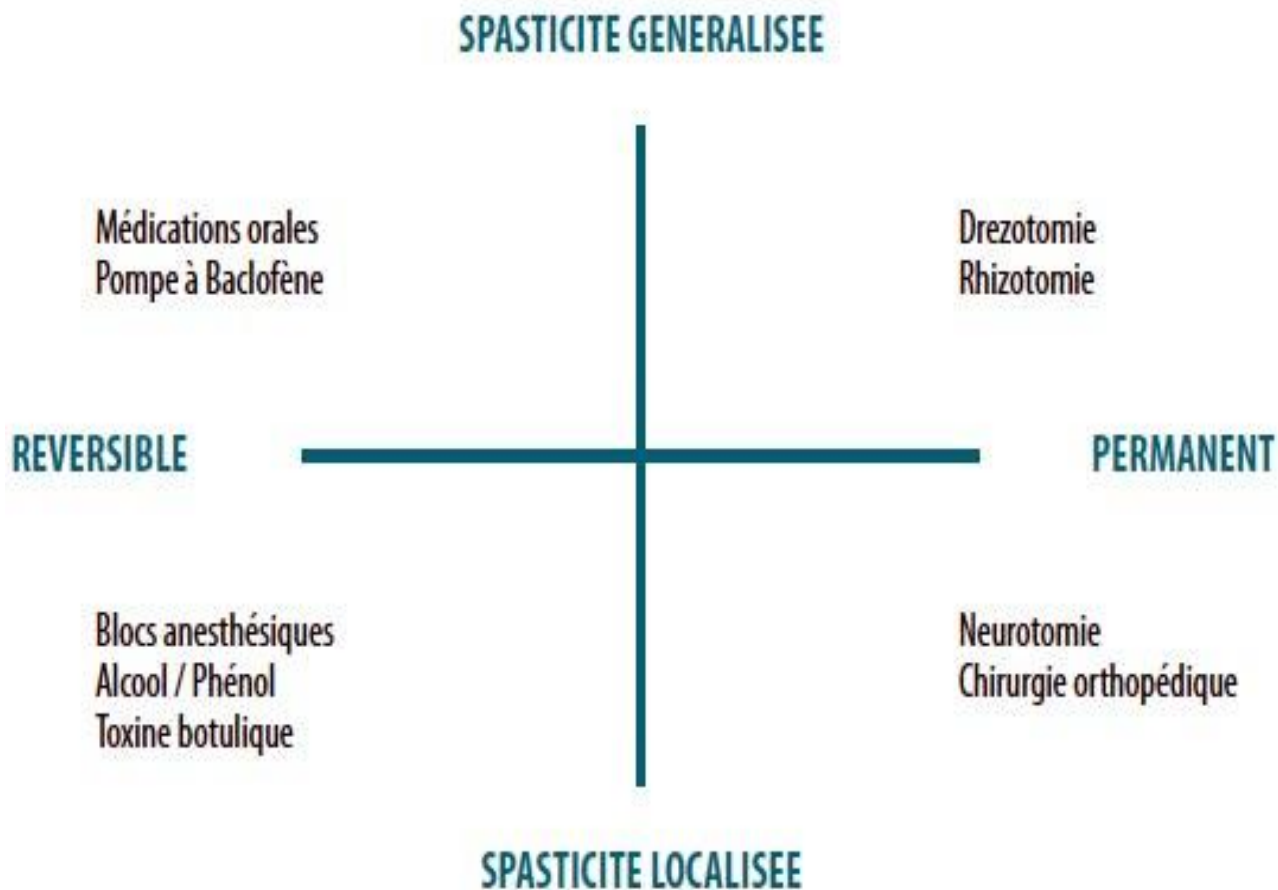 SPASTICITE GENERALISEE
Médications orales
Pompe à Baclofène
Drezotomie
Rhizotomie
REVERSIBLE
PERMANENT
Blocs anesthésiques
Alcool / Phénol
Toxine botulique
Neurotomie
Chirurgie orthopédique
SPASTICITE LOCALISEE